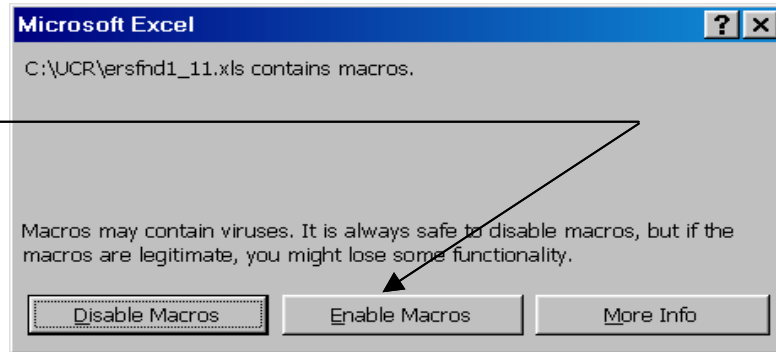 Microsoft Excel
C:\UCR\ersfnd1_11.xls contains macros.
Macros may contain viruses. It is always safe to disable macros, but if the
macros are legitimate, you might lose some functionality.
Disable Macros Enable Macros More Info